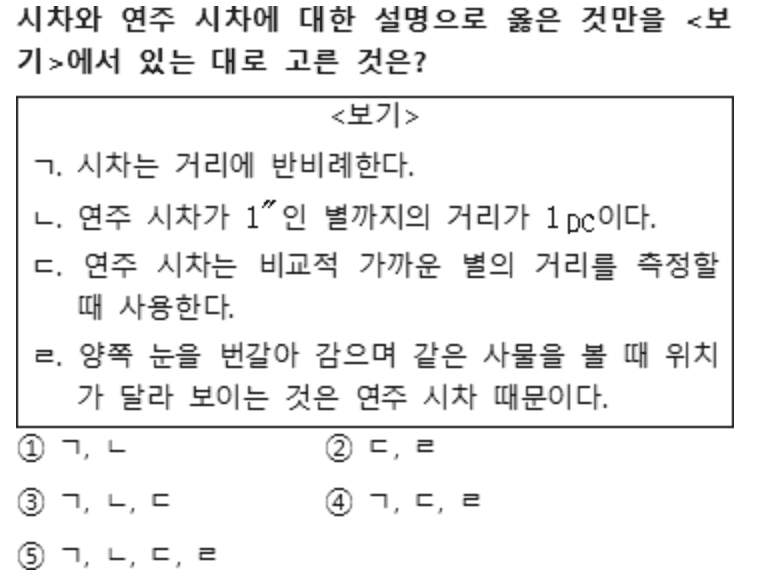 시차와 연주 시차에 대한 설명으로 옳은 것만을 <보
기>에서 있는 대로 고른 것은?
<보기>
ㄱ. 시차는 거리에 반비례한다.
ㄴ. 연주 시차가 1″인 별까지의 거리가 1pc이다.
ㄷ. 연주 시차는 비교적 가까운 별의 거리를 측정할
때 사용한다.
ㄹ. 양쪽 눈을 번갈아 감으며 같은 사물을 볼 때 위치
가 달라 보이는 것은 연주 시차 때문이다.
① ㄱ, ㄴ ② ㄷ, ㄹ
③ ㄱ, ㄴ, ㄷ ④ ㄱ, ㄷ, ㄹ
⑤ ㄱ, ㄴ, ㄷ, ㄹ